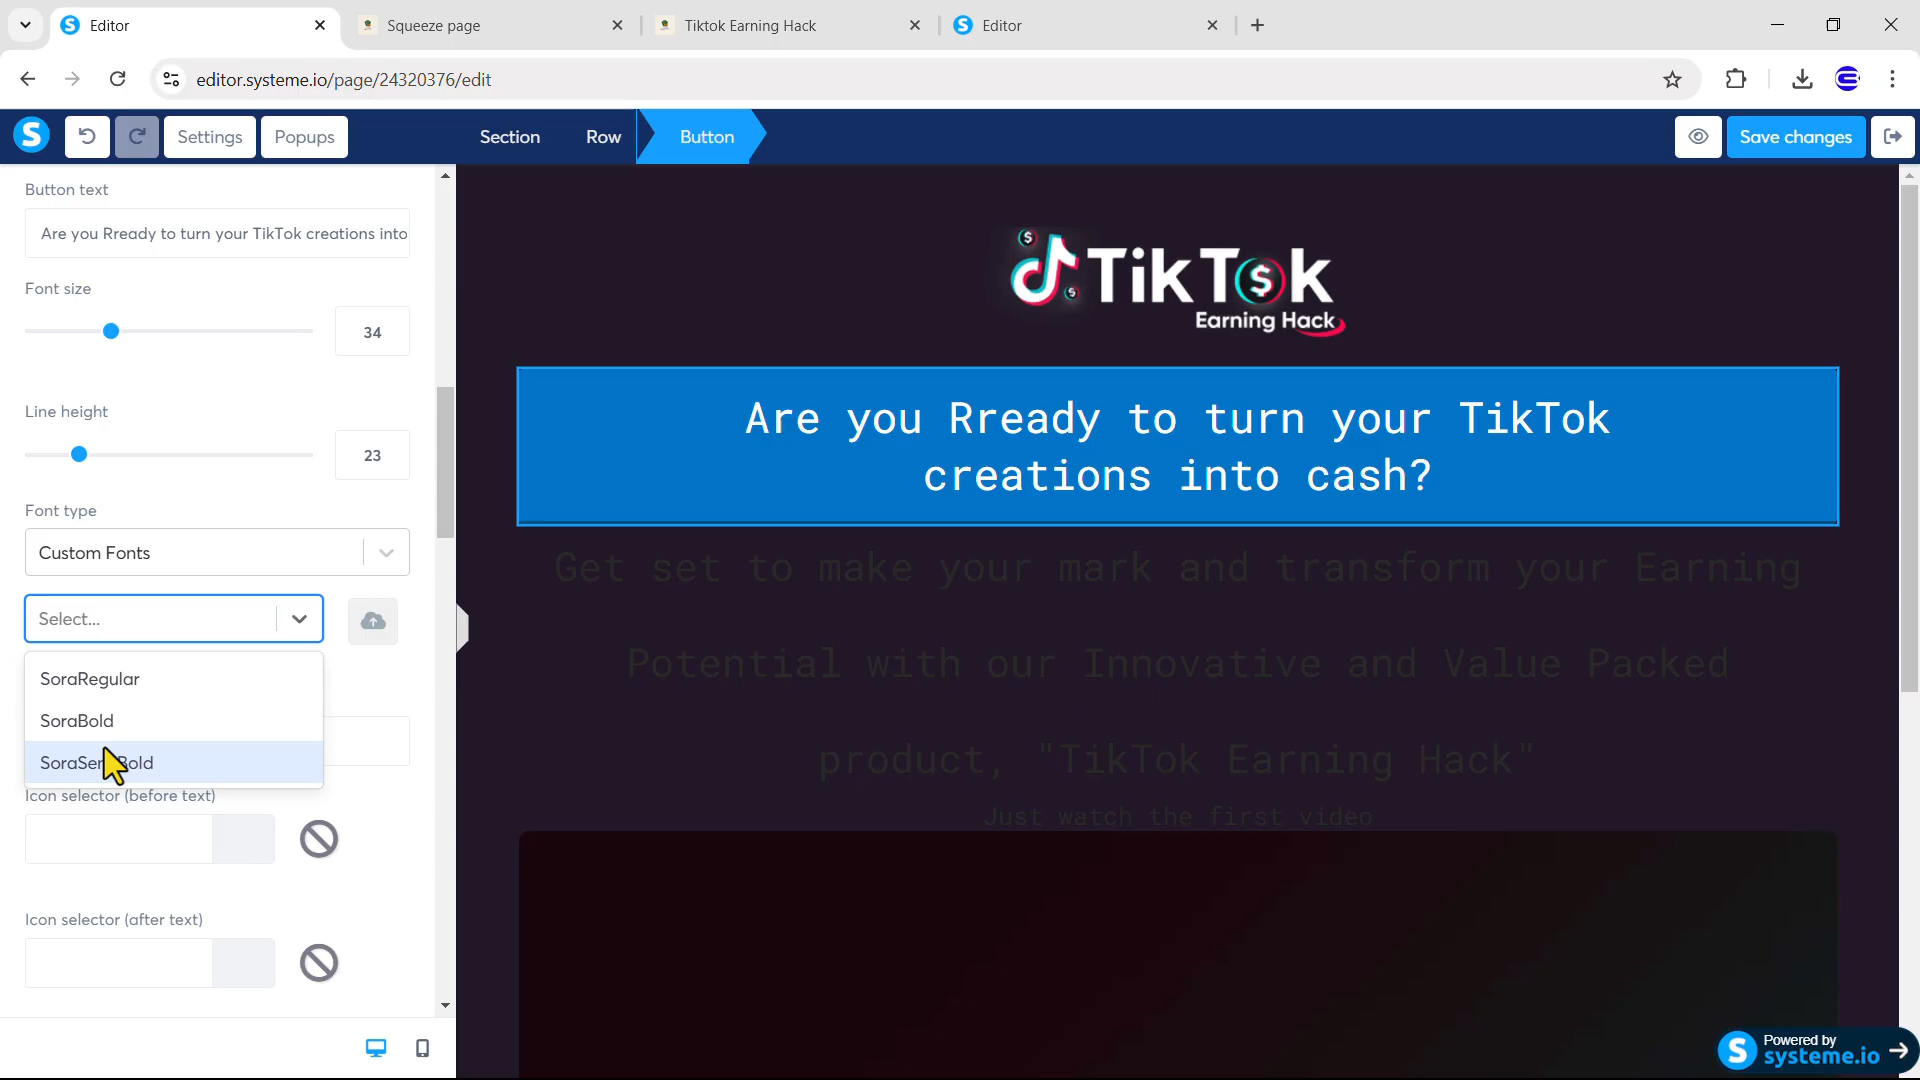 Editor
Squeeze page
Tiktok Earning Hack
Editor
editor.systeme.io/page/24320376/edit
S
Settings
Popups
Section
Row
Button
Save changes
Button text
Are you Rready to turn your TikTok creations into
Font size
34
Line height
23
Font type
Custom Fonts
Select...
SoraRegular
SoraBold
Icon selector (before text)
Icon selector (after text)
TikTok
Earning Hack
Are you Rready to turn your TikTok
creations into cash?
Get set to make your mark and transform your Earning
Potential with our Innovative and Value Packed
product, "TikTok Earning Hack"
Just watch the first video
Powered by
systeme.io